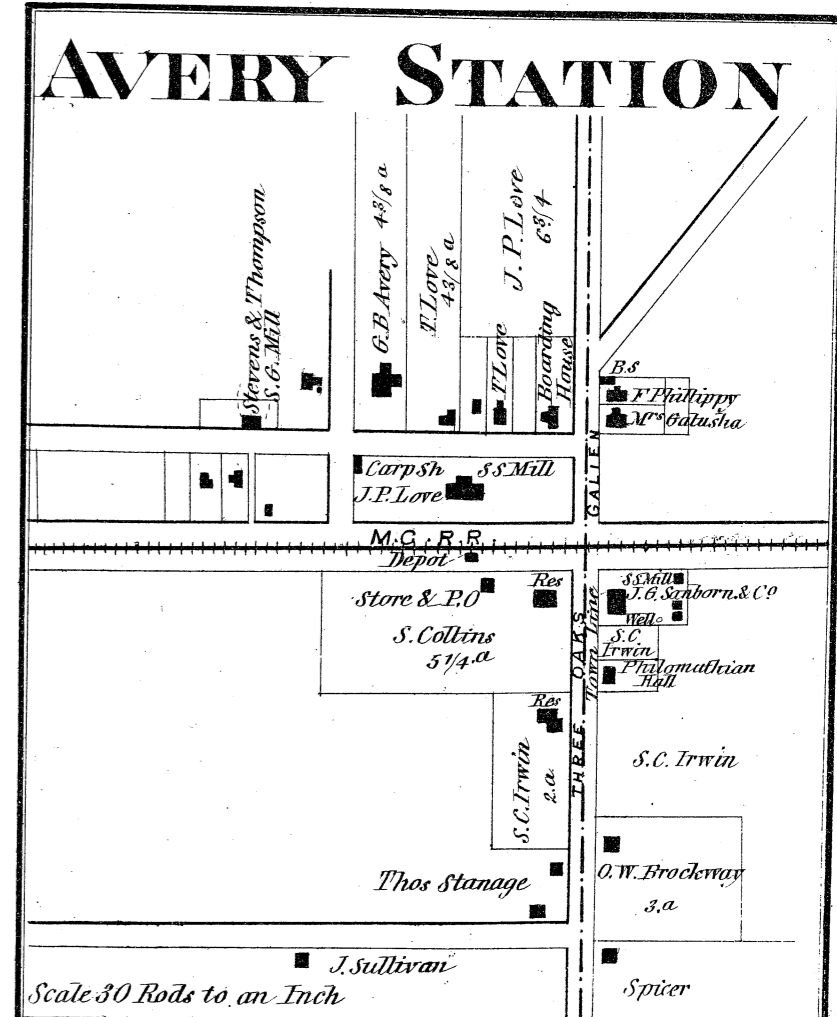 AVERY STATION
Stevens & Thompson
S.G. Mill
G.B Avery 4 3/8 a
T. Love
4 3/8 a
J. P. Love
6 3/4
T Love
Boarding
House
B.S
F Phillippy
Mrs Galusha
GALIEN
Carp Sh
S S Mill
J.P. Love
M.C. R.R.
Depot
Store & P.O
Res
S. Collins
5 1/4 a
S S Mill
J.G. Sanborn & Co
Well
S.C.
Irwin
Philomathian
Hall
THREE OAKS
Town Line
Res
S.C. Irwin
2.a
S.C. Irwin
Thos Stanage
O.W. Brockway
3.a
J. Sullivan
Spicer
Scale 30 Rods to an Inch